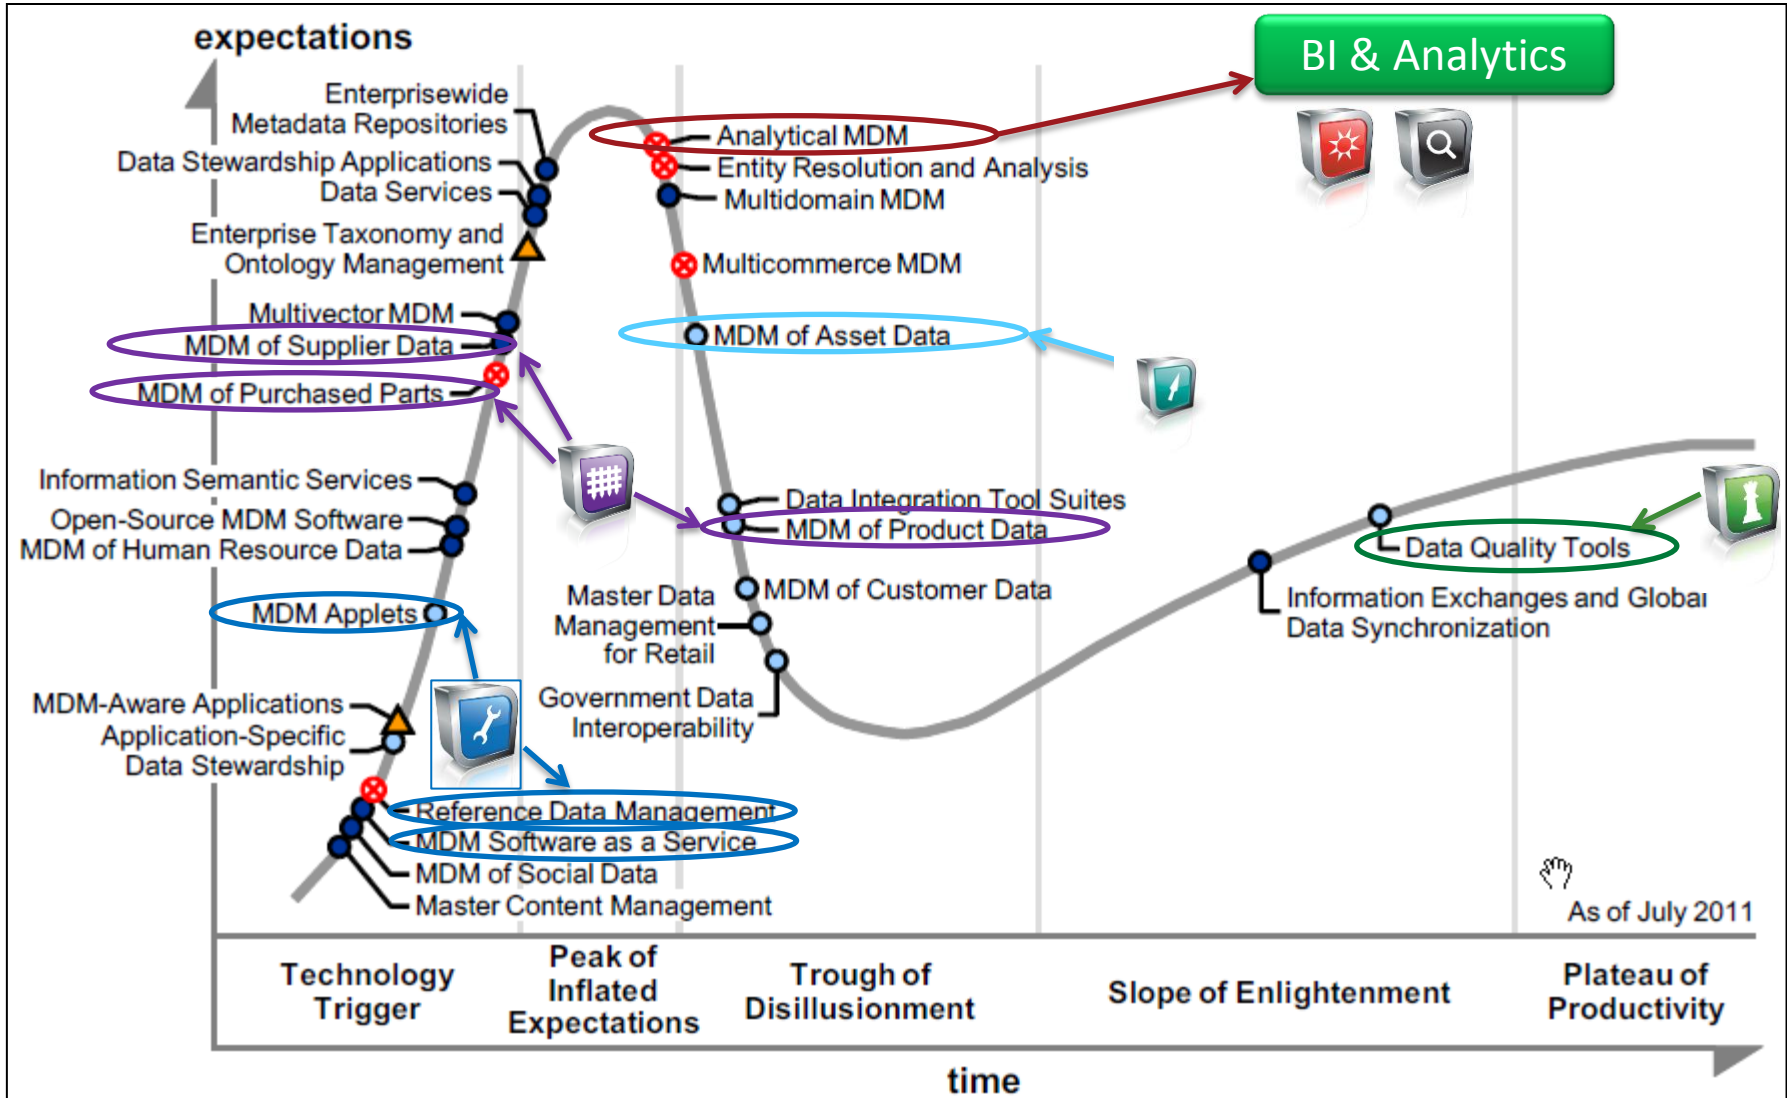 expectations
BI & Analytics
Enterprisewide
Metadata Repositories
Data Stewardship Applications
Data Services
Enterprise Taxonomy and
Ontology Management
Multivector MDM
MDM of Supplier Data
MDM of Purchased Parts
Information Semantic Services
Open-Source MDM Software
MDM of Human Resource Data
MDM Applets
MDM-Aware Applications
Application-Specific
Data Stewardship
Reference Data Management
MDM Software as a Service
MDM of Social Data
Master Content Management
Analytical MDM
Entity Resolution and Analysis
Multidomain MDM
Multicommerce MDM
MDM of Asset Data
Data Integration Tool Suites
MDM of Product Data
MDM of Customer Data
Master Data
Management
for Retail
Government Data
Interoperability
Data Quality Tools
Information Exchanges and Global
Data Synchronization
As of July 2011
Technology
Trigger
Peak of
Inflated
Expectations
Trough of
Disillusionment
Slope of Enlightenment
Plateau of
Productivity
time